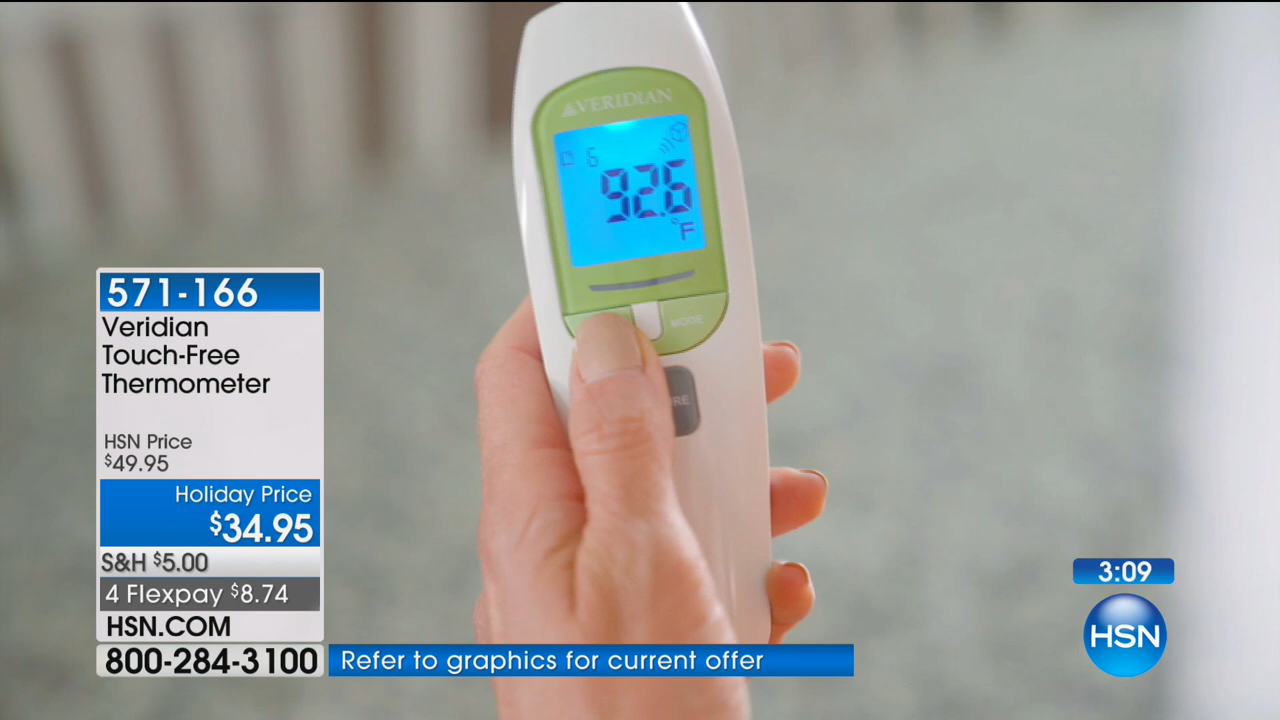 VERIDIAN
6
92.6
°F
MODE
RE
571-166
Veridian
Touch-Free
Thermometer
HSN Price
$49.95
Holiday Price
$34.95
S&H $5.00
4 Flexpay $8.74
HSN.COM
800-284-3100
Refer to graphics for current offer
3:09
HSN